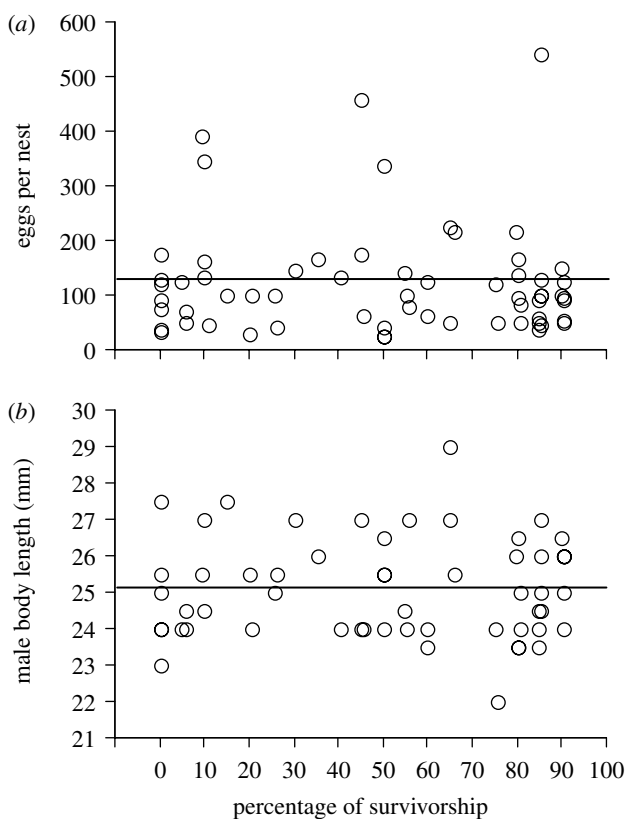 (a)
600
500
400
300
200
100
0
eggs per nest
(b)
30
29
28
27
26
25
24
23
22
21
male body length (mm)
0 10 20 30 40 50 60 70 80 90 100
percentage of survivorship